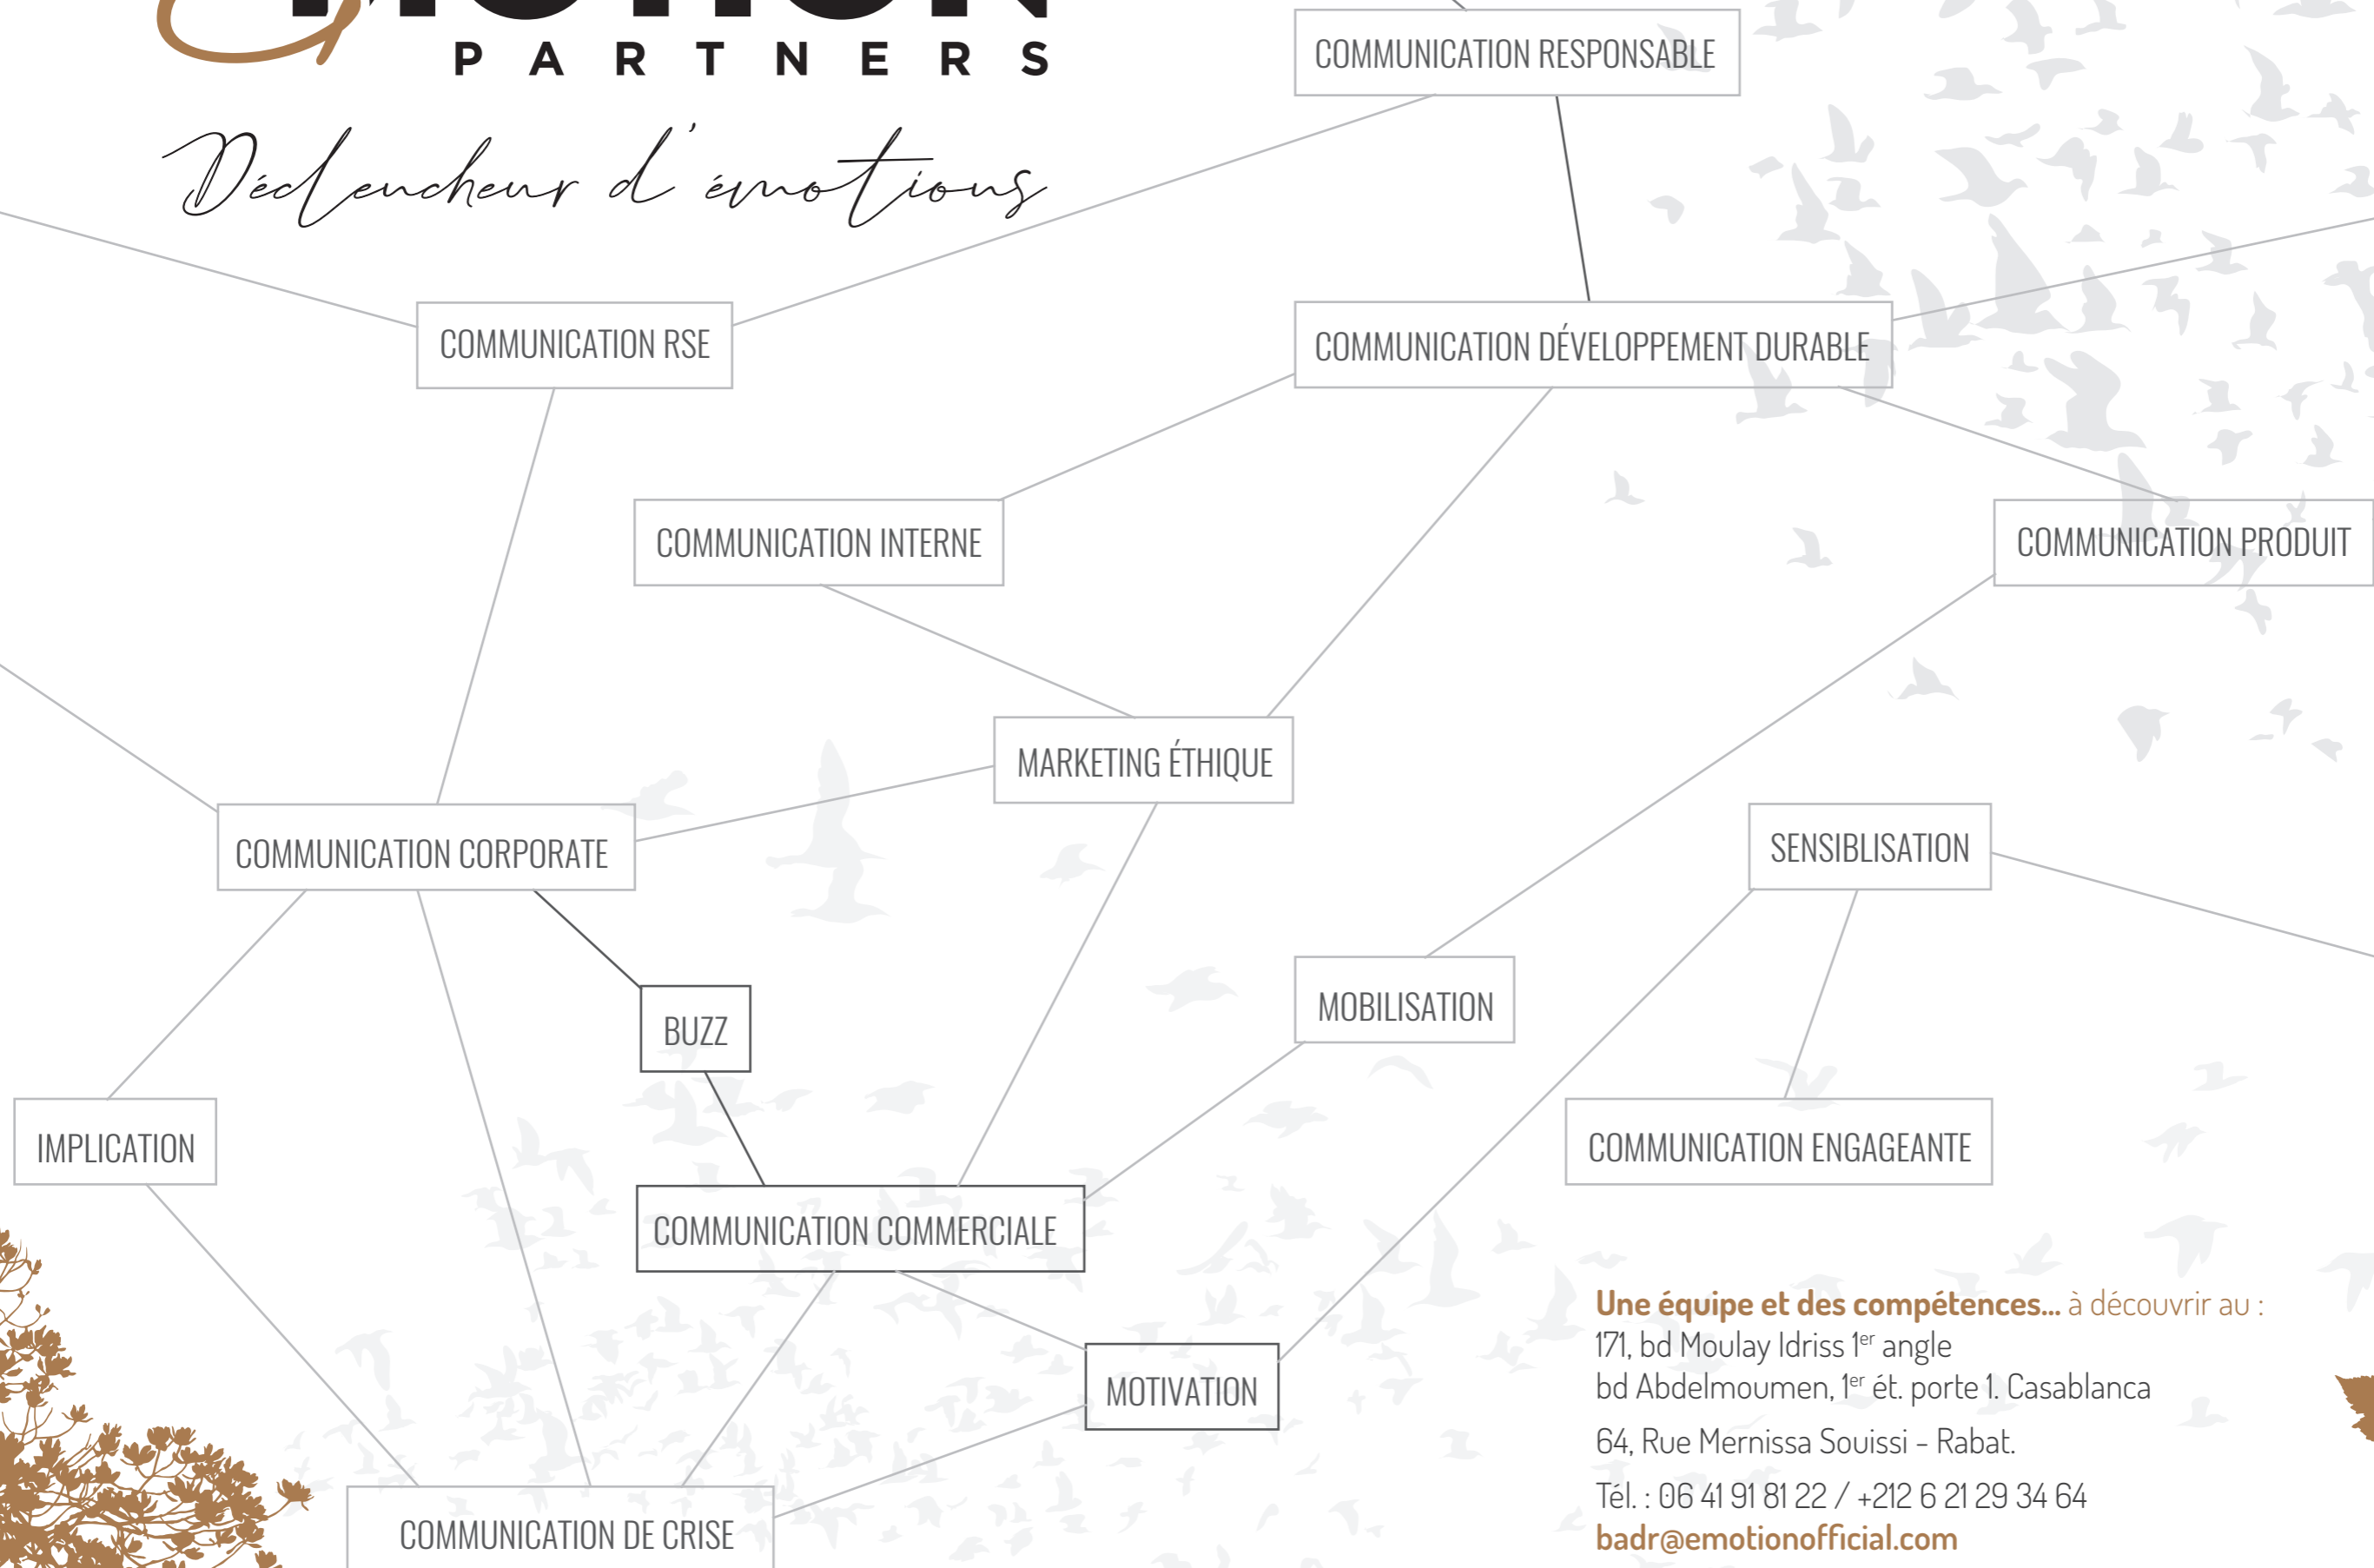 EMOTION
PARTNERS
Déclencheur d'émotions
COMMUNICATION RESPONSABLE
COMMUNICATION RSE
COMMUNICATION DÉVELOPPEMENT DURABLE
COMMUNICATION INTERNE
COMMUNICATION PRODUIT
MARKETING ÉTHIQUE
COMMUNICATION CORPORATE
SENSIBLISATION
BUZZ
MOBILISATION
IMPLICATION
COMMUNICATION ENGAGEANTE
COMMUNICATION COMMERCIALE
MOTIVATION
COMMUNICATION DE CRISE
Une équipe et des compétences... à découvrir au :
171, bd Moulay Idriss 1er angle
bd Abdelmoumen, 1er ét. porte 1. Casablanca
64, Rue Mernissa Souissi - Rabat.
Tél. : 06 41 91 81 22 / +212 6 21 29 34 64
badr@emotionofficial.com